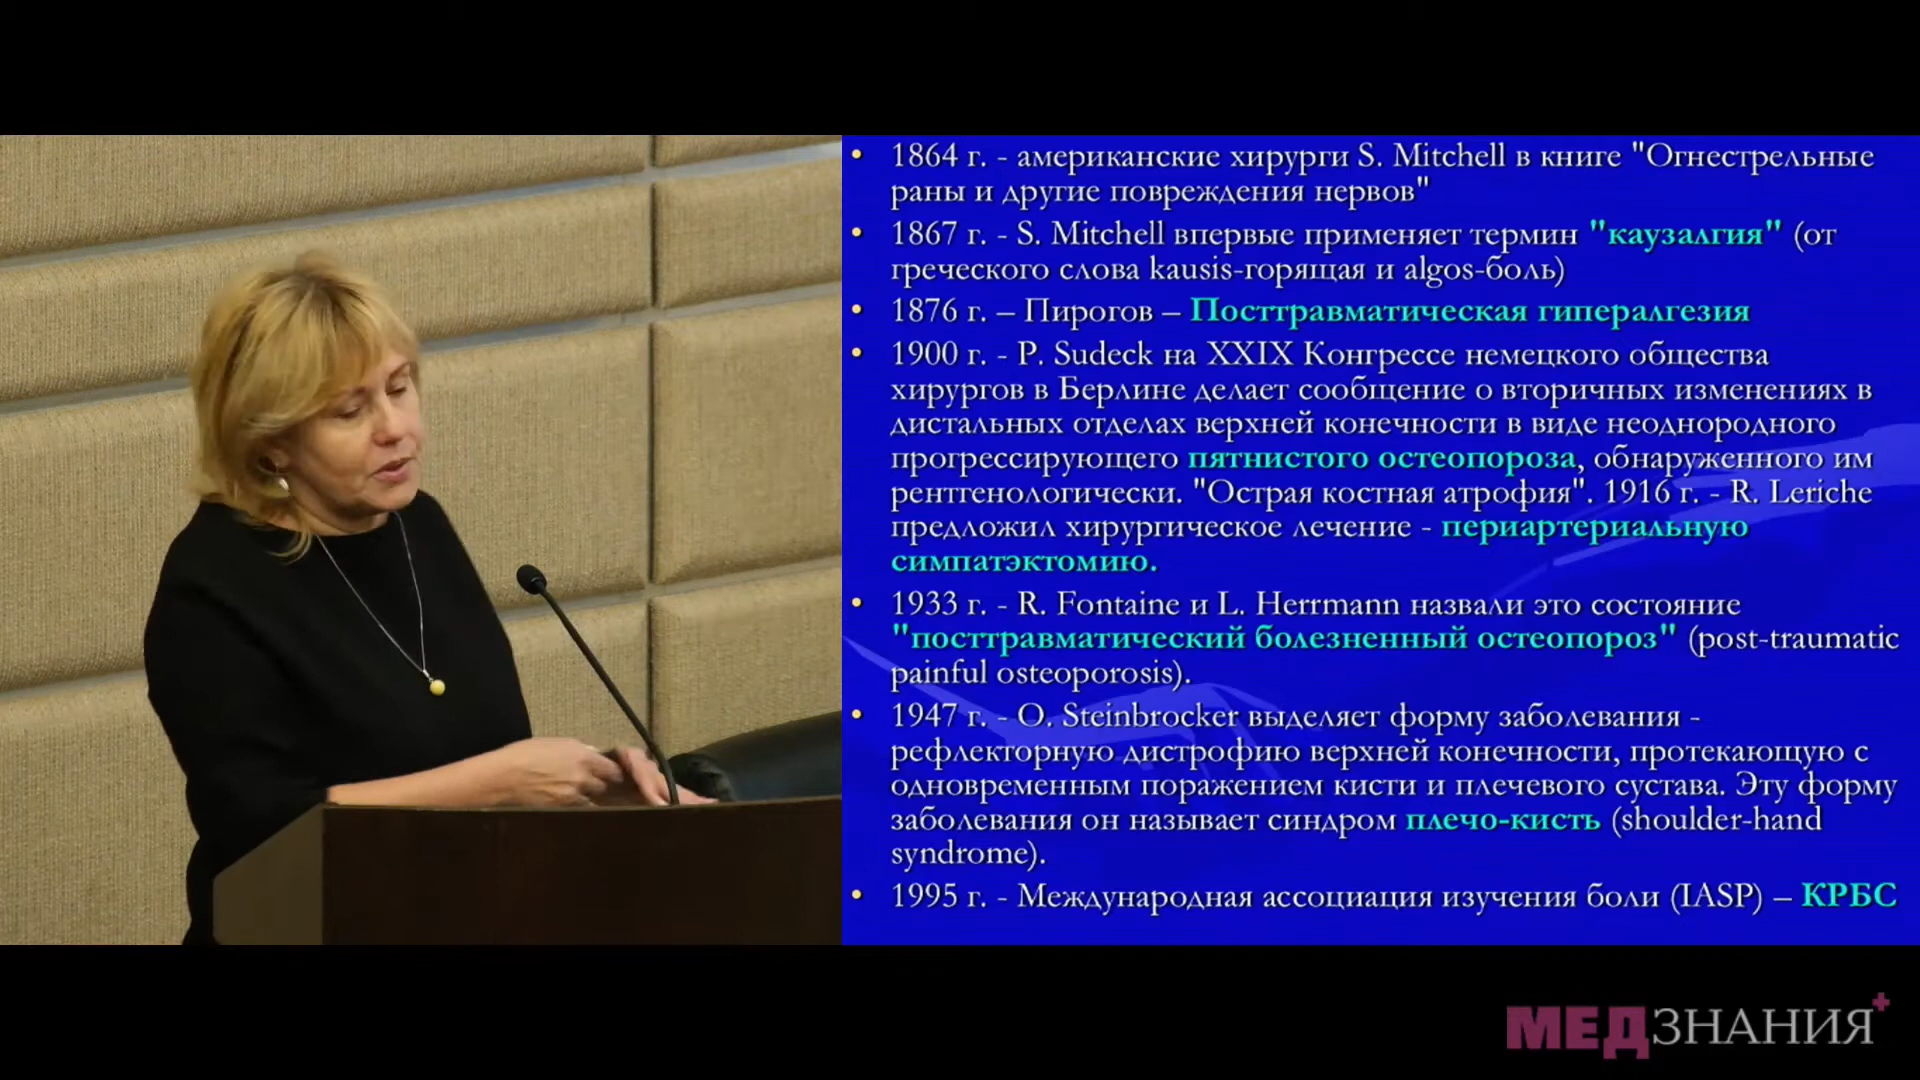 • 1864 г. - американские хирурги S. Mitchell в книге "Огнестрельные
раны и другие повреждения нервов"
• 1867 г. - S. Mitchell впервые применяет термин "каузалгия" (от
греческого слова kausis-горящая и algos-боль)
• 1876 г. – Пирогов – Посттравматическая гипералгезия
• 1900 г. - P. Sudeck на XXIX Конгрессе немецкого общества
хирургов в Берлине делает сообщение о вторичных изменениях в
дистальных отделах верхней конечности в виде неоднородного
прогрессирующего пятнистого остеопороза, обнаруженного им
рентгенологически. "Острая костная атрофия". 1916 г. - R. Leriche
предложил хирургическое лечение - периартериальную
симпатэктомию.
• 1933 г. - R. Fontaine и L. Herrmann назвали это состояние
"посттравматический болезненный остеопороз" (post-traumatic
painful osteoporosis).
• 1947 г. - O. Steinbrocker выделяет форму заболевания -
рефлекторную дистрофию верхней конечности, протекающую с
одновременным поражением кисти и плечевого сустава. Эту форму
заболевания он называет синдром плечо-кисть (shoulder-hand
syndrome).
• 1995 г. - Международная ассоциация изучения боли (IASP) – КРБС
МЕДЗНАНИЯ+